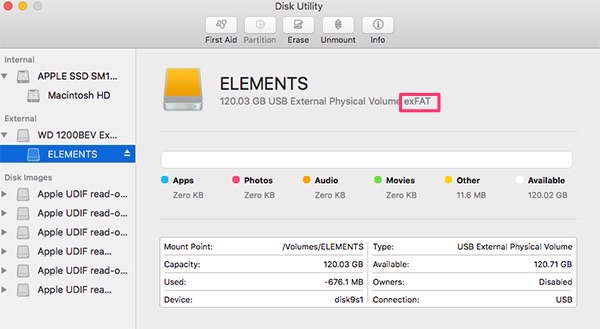 Disk Utility
First Aid Partition Erase Unmount Info
Internal
APPLE SSD SM1...
Macintosh HD
External
WD 1200BEV Ex...
ELEMENTS
Disk Images
Apple UDIF read-o...
Apple UDIF read-o...
Apple UDIF read-o...
Apple UDIF rea...
Apple UDIF read-o...
Apple UDIF rea...
ELEMENTS
120.03 GB USB External Physical Volume exFAT
Apps Photos Audio Movies Other Available
Zero KB Zero KB Zero KB Zero KB 11.6 MB 120.02 GB
Mount Point: /Volumes/ELEMENTS Type: USB External Physical Volume
Capacity: 120.03 GB Available: 120.71 GB
Used: -676.1 MB Owners: Disabled
Device: disk9s1 Connection: USB